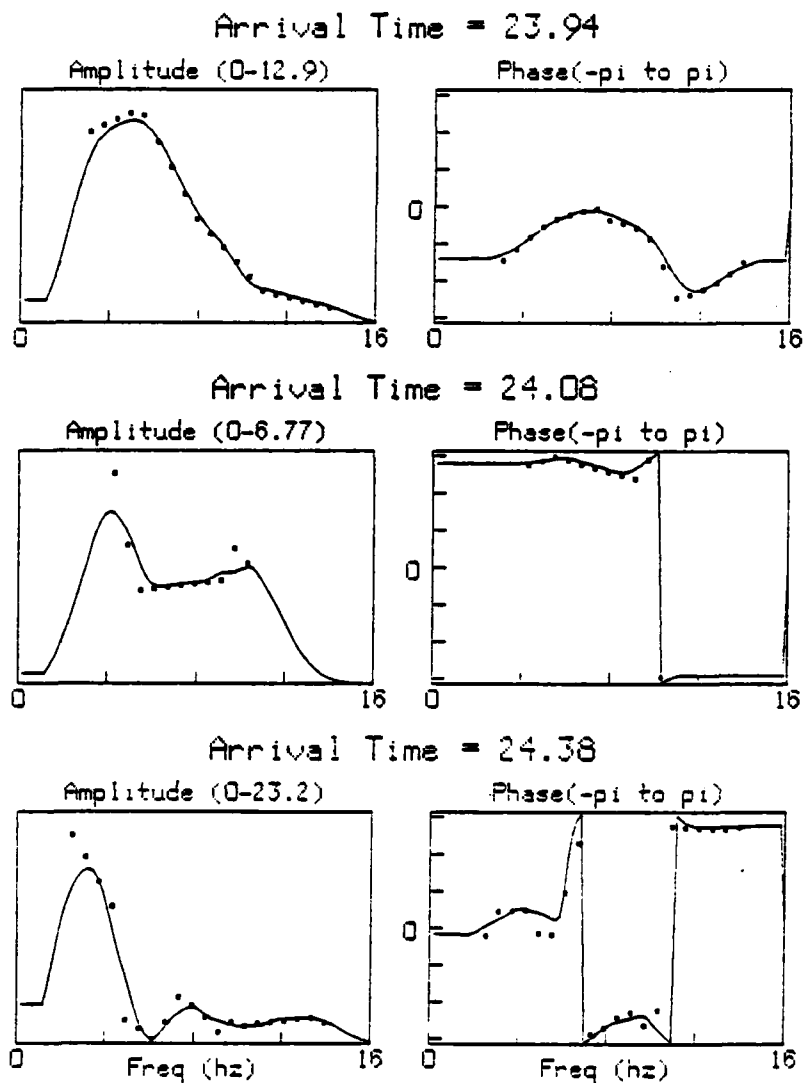 Arrival Time = 23.94
Amplitude (0-12.9) Phase(-pi to pi)
0
0 16 0 16
Arrival Time = 24.08
Amplitude (0-6.77) Phase(-pi to pi)
0
0 16 0 16
Arrival Time = 24.38
Amplitude (0-23.2) Phase(-pi to pi)
0
0 Freq (hz) 16 0 Freq (hz) 16